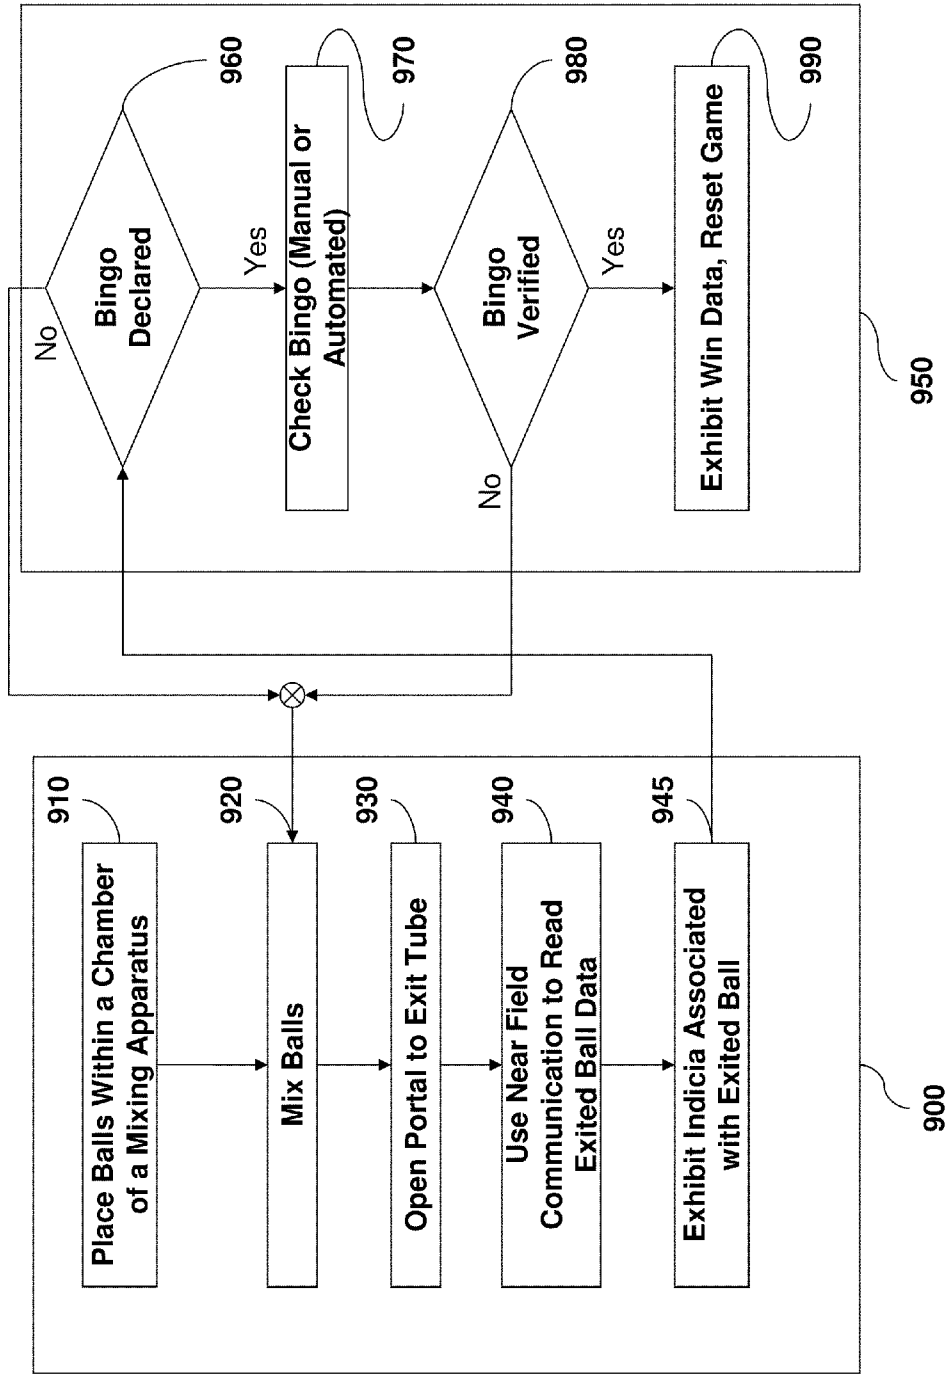 910
Place Balls Within a Chamber
of a Mixing Apparatus
920
Mix Balls
930
Open Portal to Exit Tube
940
Use Near Field
Communication to Read
Exited Ball Data
945
Exhibit Indicia Associated
with Exited Ball
900
No
960
Bingo
Declared
Yes
970
Check Bingo (Manual or
Automated)
980
No
Bingo
Verified
Yes
990
Exhibit Win Data, Reset Game
950